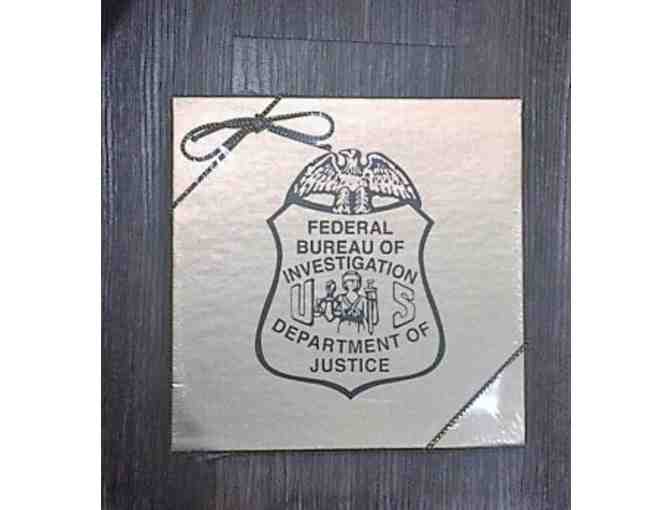 FEDERAL
BUREAU OF
INVESTIGATION
U S
DEPARTMENT OF
JUSTICE